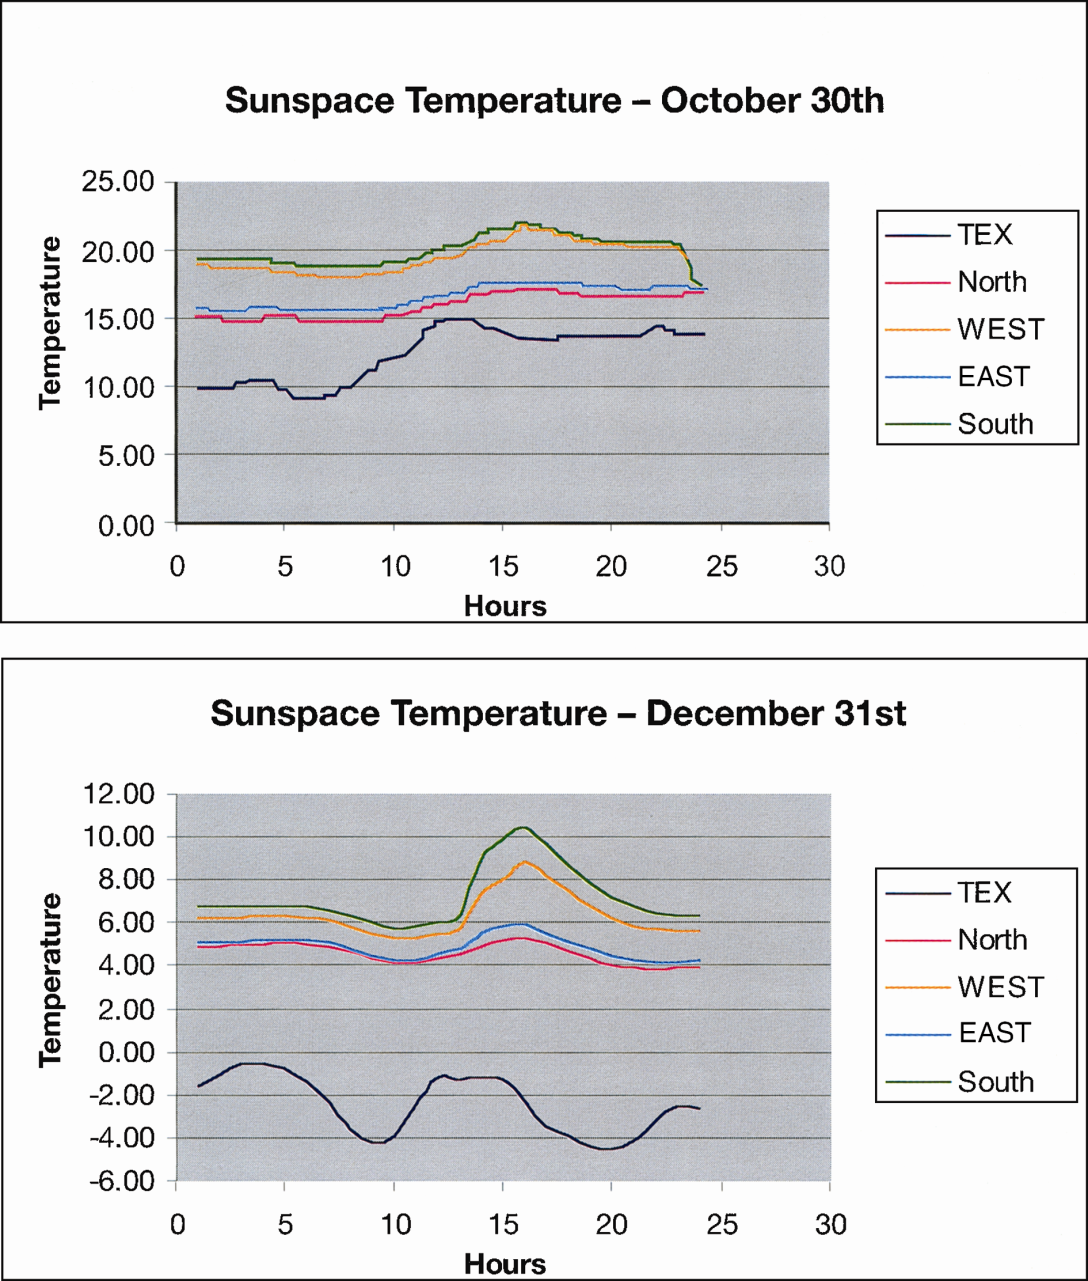 Sunspace Temperature – October 30th
Temperature
25.00
20.00
15.00
10.00
5.00
0.00
0 5 10 15 20 25 30
Hours
TEX
North
WEST
EAST
South
Sunspace Temperature – December 31st
Temperature
12.00
10.00
8.00
6.00
4.00
2.00
0.00
-2.00
-4.00
-6.00
0 5 10 15 20 25 30
Hours
TEX
North
WEST
EAST
South